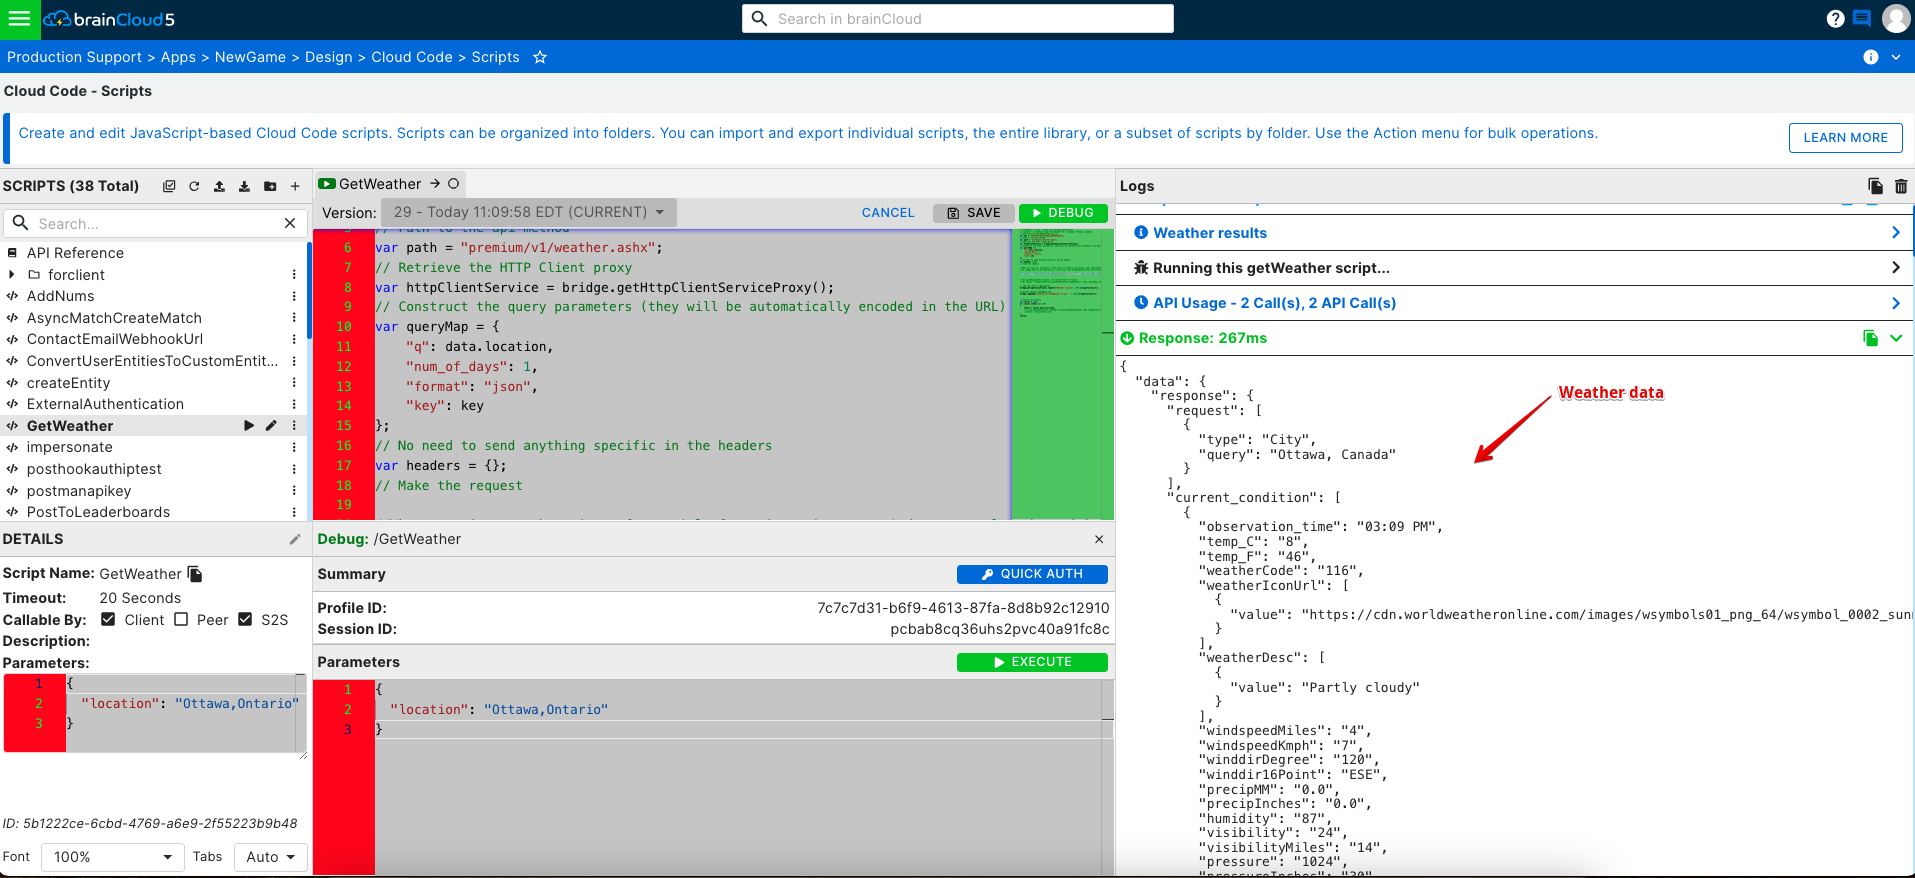 brainCloud5
Search in brainCloud
Production Support > Apps > NewGame > Design > Cloud Code > Scripts
Cloud Code - Scripts
Create and edit JavaScript-based Cloud Code scripts. Scripts can be organized into folders. You can import and export individual scripts, the entire library, or a subset of scripts by folder. Use the Action menu for bulk operations.
LEARN MORE
SCRIPTS (38 Total)
Search...
API Reference
forclient
AddNums
AsyncMatchCreateMatch
ContactEmailWebhookUrl
ConvertUserEntitiesToCustomEntit...
createEntity
ExternalAuthentication
GetWeather
impersonate
posthookauthiptest
postmanapikey
PostToLeaderboards
DETAILS
Script Name: GetWeather
Timeout: 20 Seconds
Callable By: Client Peer S2S
Description:
Parameters:
1 {
2 "location": "Ottawa,Ontario"
3 }
ID: 5b1222ce-6cbd-4769-a6e9-2f55223b9b48
Font 100% Tabs Auto
GetWeather
Version: 29 - Today 11:09:58 EDT (CURRENT) CANCEL SAVE DEBUG
5 // Path to the api method
6 var path = "premium/v1/weather.ashx";
7 // Retrieve the HTTP Client proxy
8 var httpClientService = bridge.getHttpClientServiceProxy();
9 // Construct the query parameters (they will be automatically encoded in the URL)
10 var queryMap = {
11 "q": data.location,
12 "num_of_days": 1,
13 "format": "json",
14 "key": key
15 };
16 // No need to send anything specific in the headers
17 var headers = {};
18 // Make the request
19
Debug: /GetWeather
Summary QUICK AUTH
Profile ID: 7c7c7d31-b6f9-4613-87fa-8d8b92c12910
Session ID: pcbab8cq36uhs2pvc40a91fc8c
Parameters EXECUTE
1 {
2 "location": "Ottawa,Ontario"
3 }
Logs
Weather results
Running this getWeather script...
API Usage - 2 Call(s), 2 API Call(s)
Response: 267ms
Weather data
{
"data": {
"response": {
"request": [
{
"type": "City",
"query": "Ottawa, Canada"
}
],
"current_condition": [
{
"observation_time": "03:09 PM",
"temp_C": "8",
"temp_F": "46",
"weatherCode": "116",
"weatherIconUrl": [
{
"value": "https://cdn.worldweatheronline.com/images/wsymbols01_png_64/wsymbol_0002_sun
}
],
"weatherDesc": [
{
"value": "Partly cloudy"
}
],
"windspeedMiles": "4",
"windspeedKmph": "7",
"winddirDegree": "120",
"winddir16Point": "ESE",
"precipMM": "0.0",
"precipInches": "0.0",
"humidity": "87",
"visibility": "24",
"visibilityMiles": "14",
"pressure": "1024",
"pressureInches": "30",